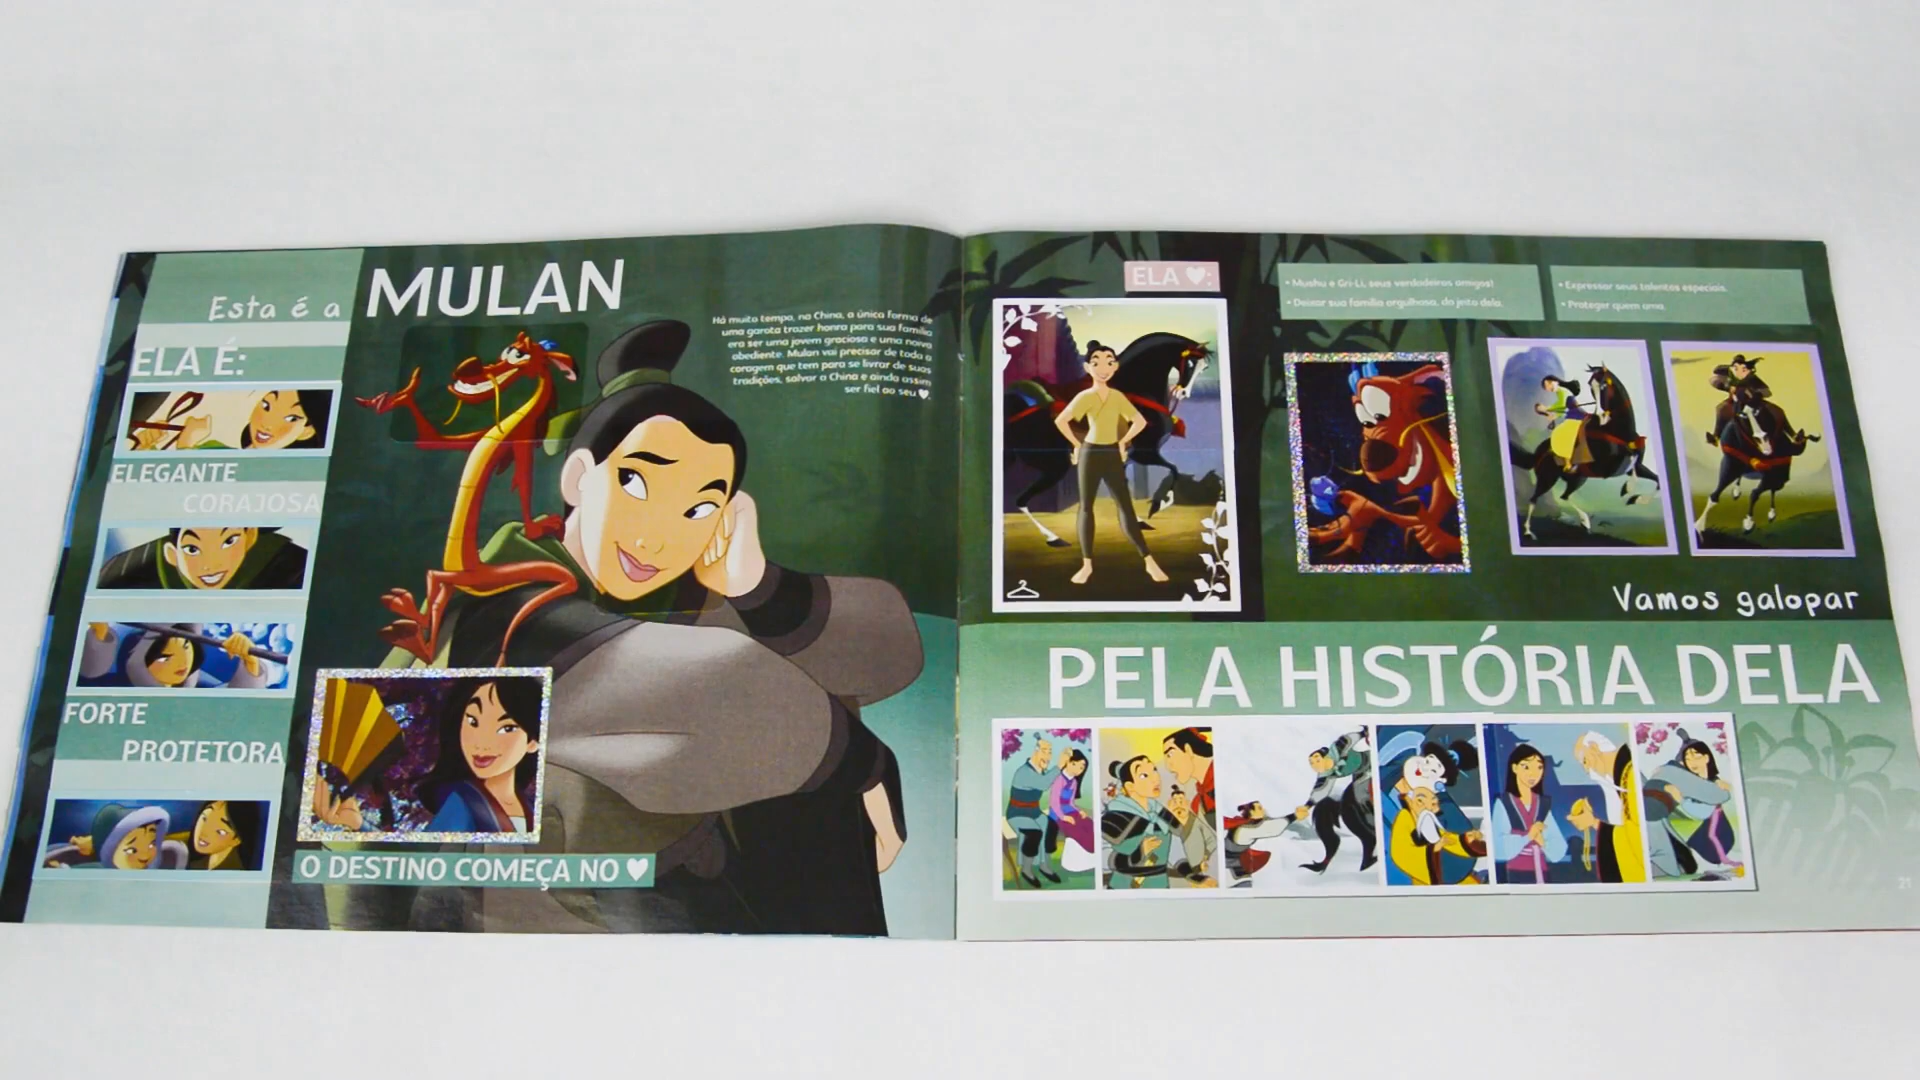 Esta é a
MULAN
ELA É:
ELEGANTE
CORAJOSA
FORTE
PROTETORA
Há muito tempo, na China, a única forma de
uma garota trazer honra para sua família
era ser uma jovem graciosa e uma noiva
obediente. Mulan vai precisar de toda a
coragem que tem para se livrar de suas
tradições, salvar a China e ainda assim
ser fiel ao seu ♥.
O DESTINO COMEÇA NO ♥
ELA ♥:
• Mushu e Gri-Li, seus verdadeiros amigos!
• Deixar sua família orgulhosa, do jeito dela.
• Expressar seus talentos especiais.
• Proteger quem ama.
Vamos galopar
PELA HISTÓRIA DELA
21